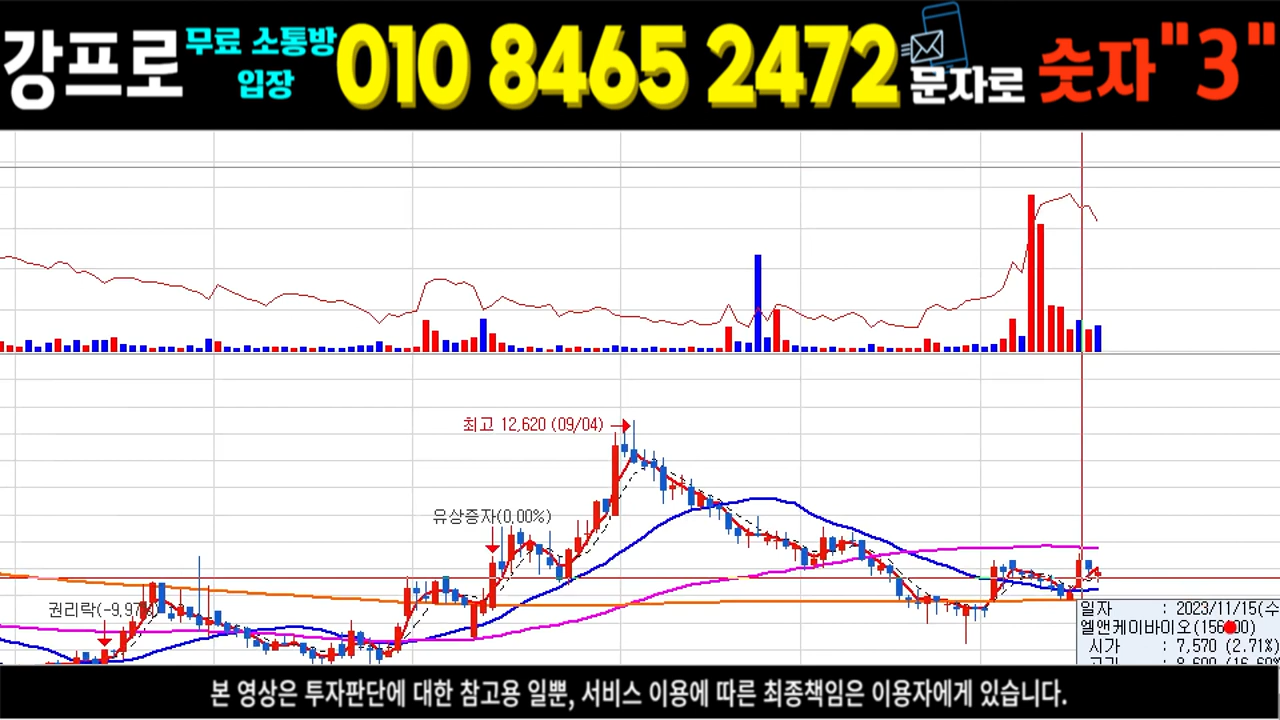 강프로 무료 소통방 입장 010 8465 2472 문자로 숫자"3"
최고 12,620 (09/04)
유상증자(0,00%)
권리락(-9,97%)
일자 : 2023/11/15(수
엘앤케이바이오
시가 : 7,570 (2.71%)
본 영상은 투자판단에 대한 참고용 일뿐, 서비스 이용에 따른 최종책임은 이용자에게 있습니다.